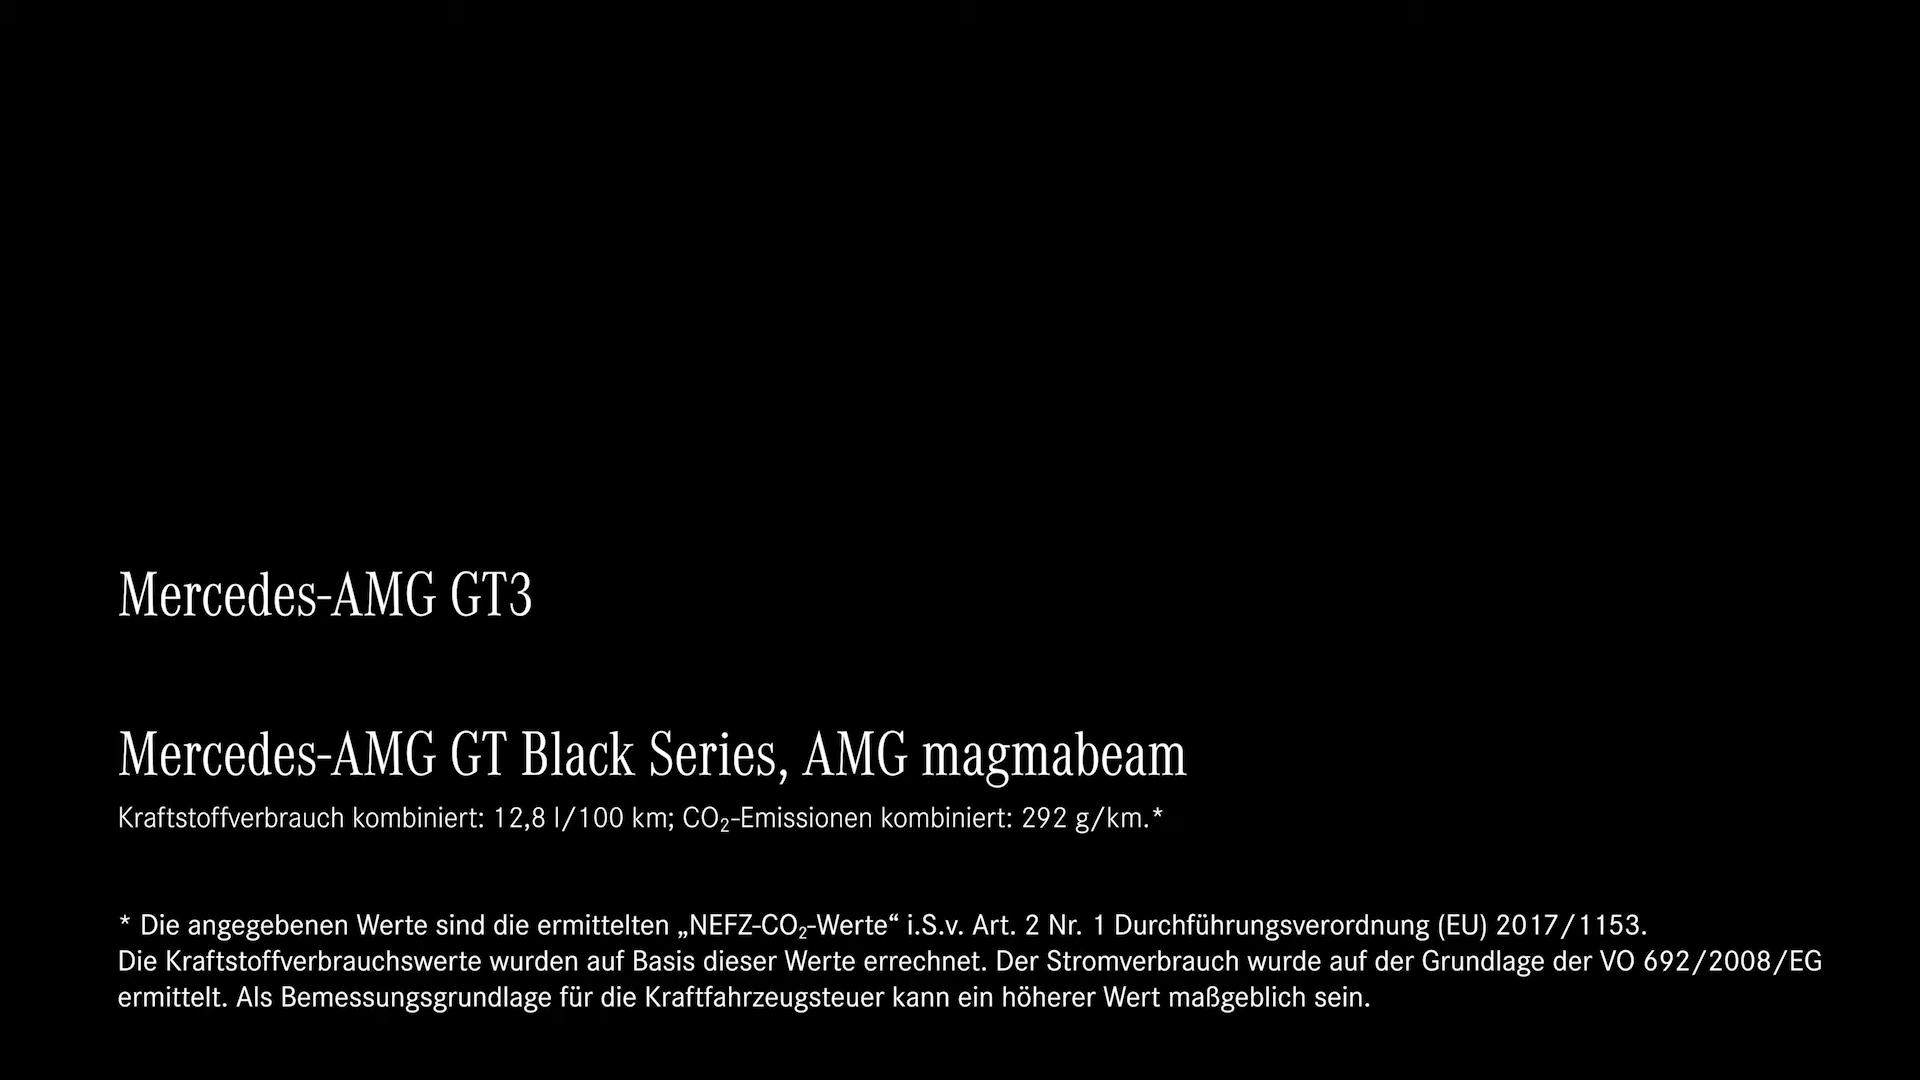 Mercedes-AMG GT3
Mercedes-AMG GT Black Series, AMG magmabeam
Kraftstoffverbrauch kombiniert: 12,8 l/100 km; CO₂-Emissionen kombiniert: 292 g/km.*
* Die angegebenen Werte sind die ermittelten „NEFZ-CO₂-Werte“ i.S.v. Art. 2 Nr. 1 Durchführungsverordnung (EU) 2017/1153.
Die Kraftstoffverbrauchswerte wurden auf Basis dieser Werte errechnet. Der Stromverbrauch wurde auf der Grundlage der VO 692/2008/EG
ermittelt. Als Bemessungsgrundlage für die Kraftfahrzeugsteuer kann ein höherer Wert maßgeblich sein.